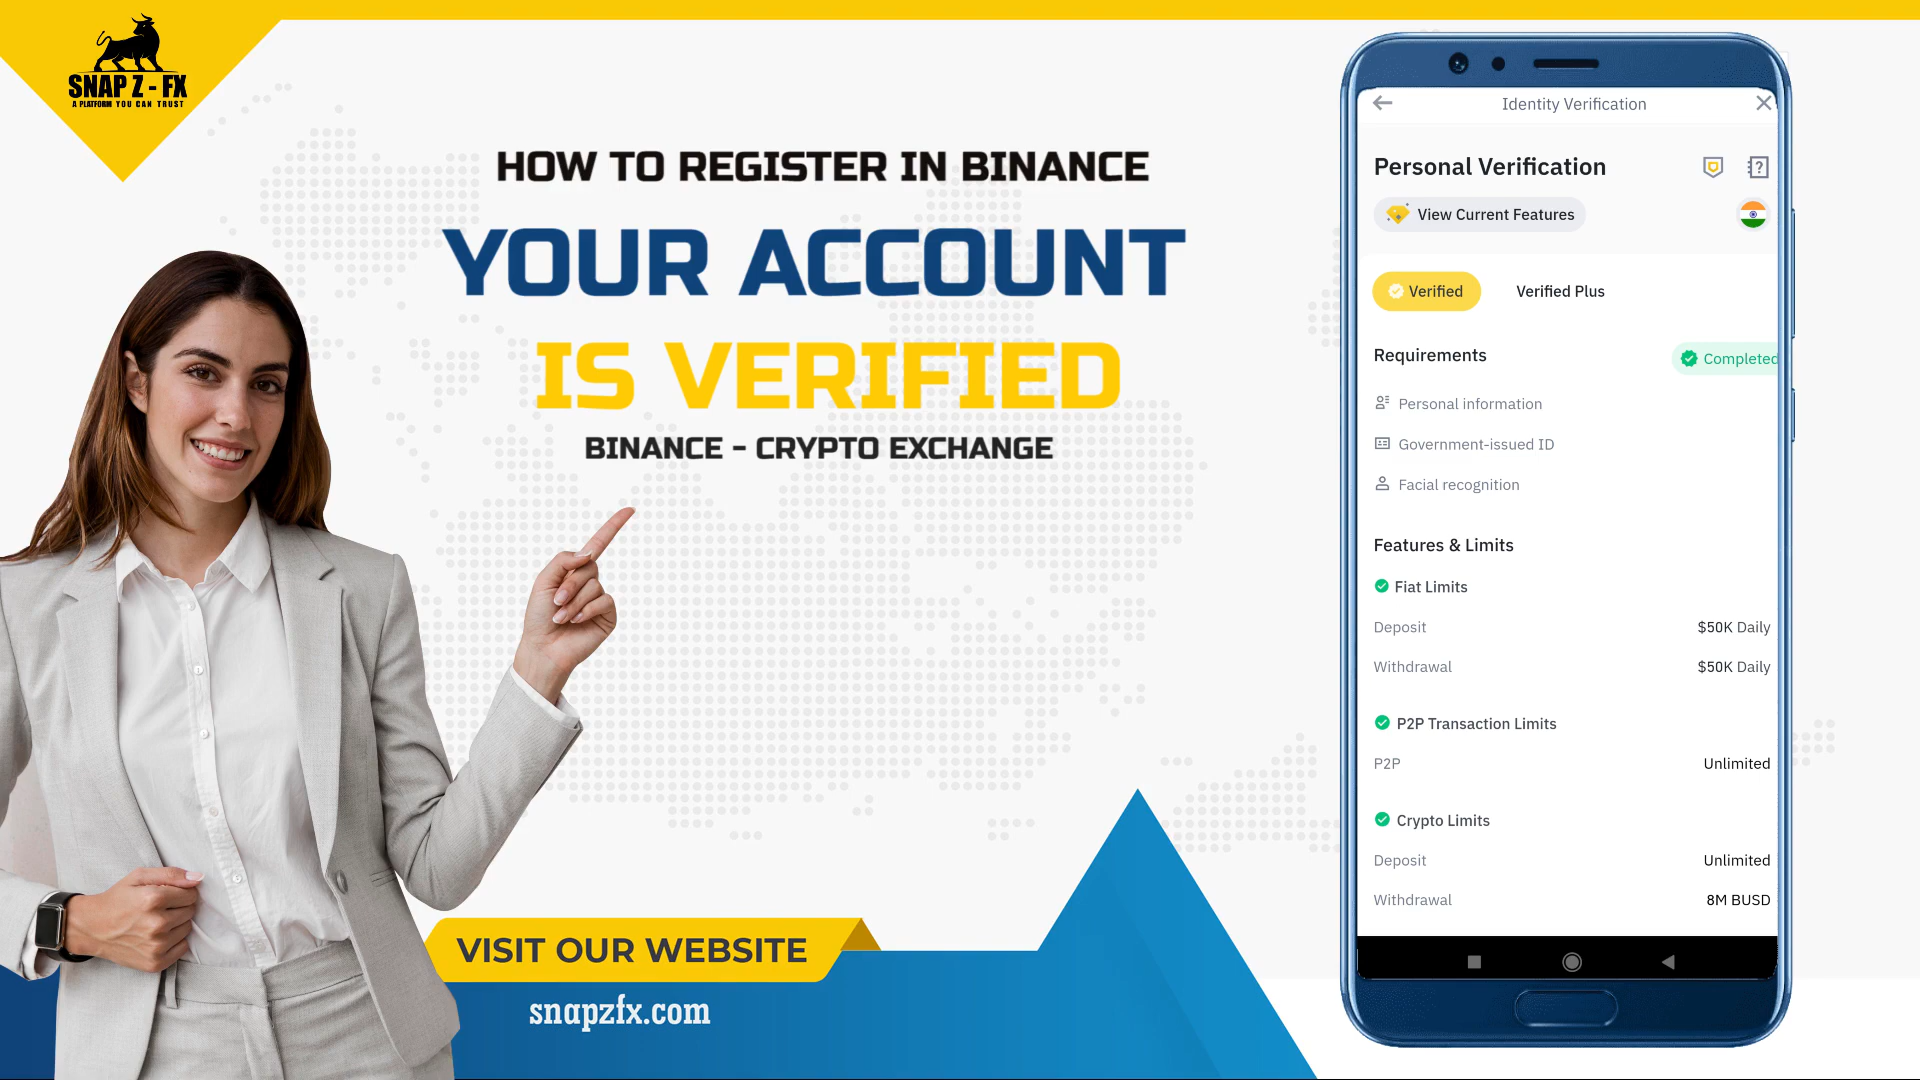 SNAP Z - FX
A PLATFORM YOU CAN TRUST
HOW TO REGISTER IN BINANCE
YOUR ACCOUNT
IS VERIFIED
BINANCE - CRYPTO EXCHANGE
VISIT OUR WEBSITE
snapzfx.com
Identity Verification
Personal Verification
View Current Features
Verified
Verified Plus
Requirements
Completed
Personal information
Government-issued ID
Facial recognition
Features & Limits
Fiat Limits
Deposit $50K Daily
Withdrawal $50K Daily
P2P Transaction Limits
P2P Unlimited
Crypto Limits
Deposit Unlimited
Withdrawal 8M BUSD